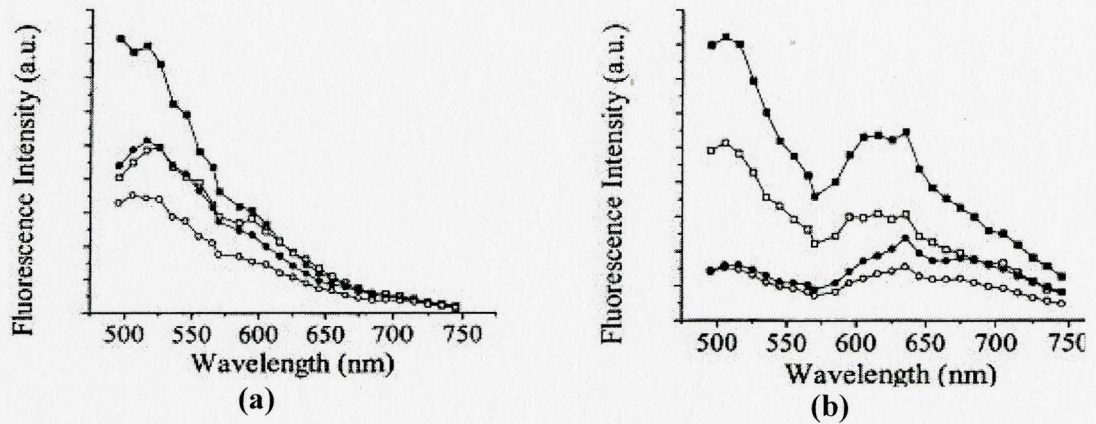 Fluorescence Intensity (a.u.)
500 550 600 650 700 750
Wavelength (nm)
(a)
Fluorescence Intensity (a.u.)
500 550 600 650 700 750
Wavelength (nm)
(b)